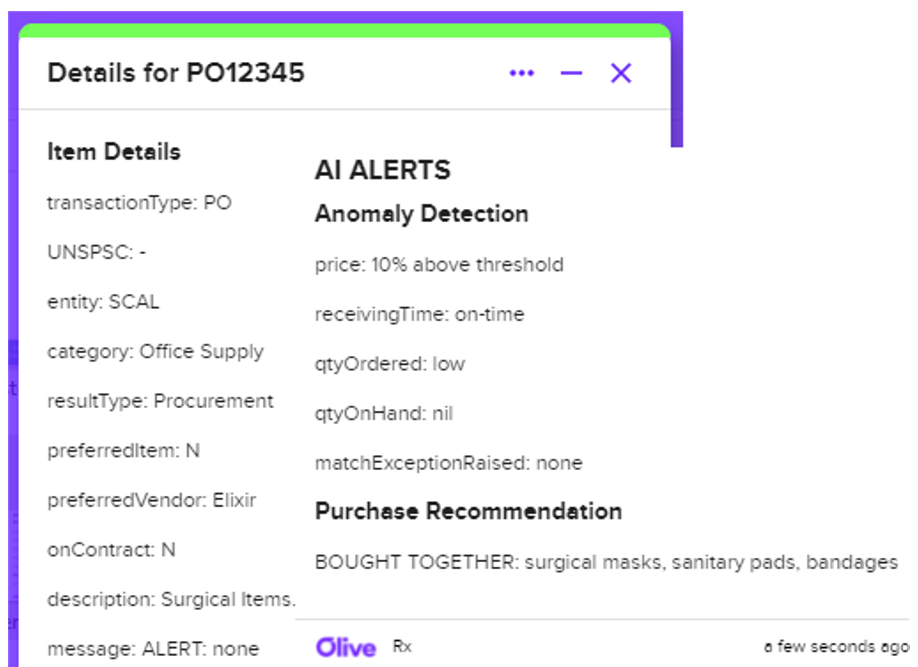 Details for PO12345
Item Details
transactionType: PO
UNSPSC: -
entity: SCAL
category: Office Supply
resultType: Procurement
preferredItem: N
preferredVendor: Elixir
onContract: N
description: Surgical Items.
message: ALERT: none
AI ALERTS
Anomaly Detection
price: 10% above threshold
receivingTime: on-time
qtyOrdered: low
qtyOnHand: nil
matchExceptionRaised: none
Purchase Recommendation
BOUGHT TOGETHER: surgical masks, sanitary pads, bandages
Olive Rx a few seconds ago